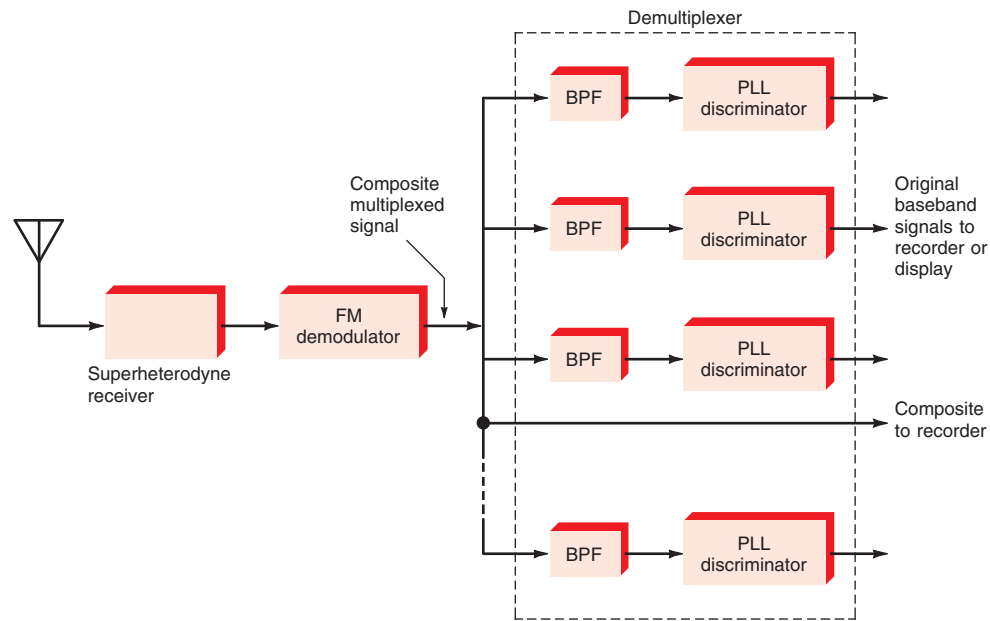 Demultiplexer
BPF
PLL
discriminator
Composite
multiplexed
signal
BPF
PLL
discriminator
Original
baseband
signals to
recorder or
display
FM
demodulator
Superheterodyne
receiver
BPF
PLL
discriminator
Composite
to recorder
BPF
PLL
discriminator